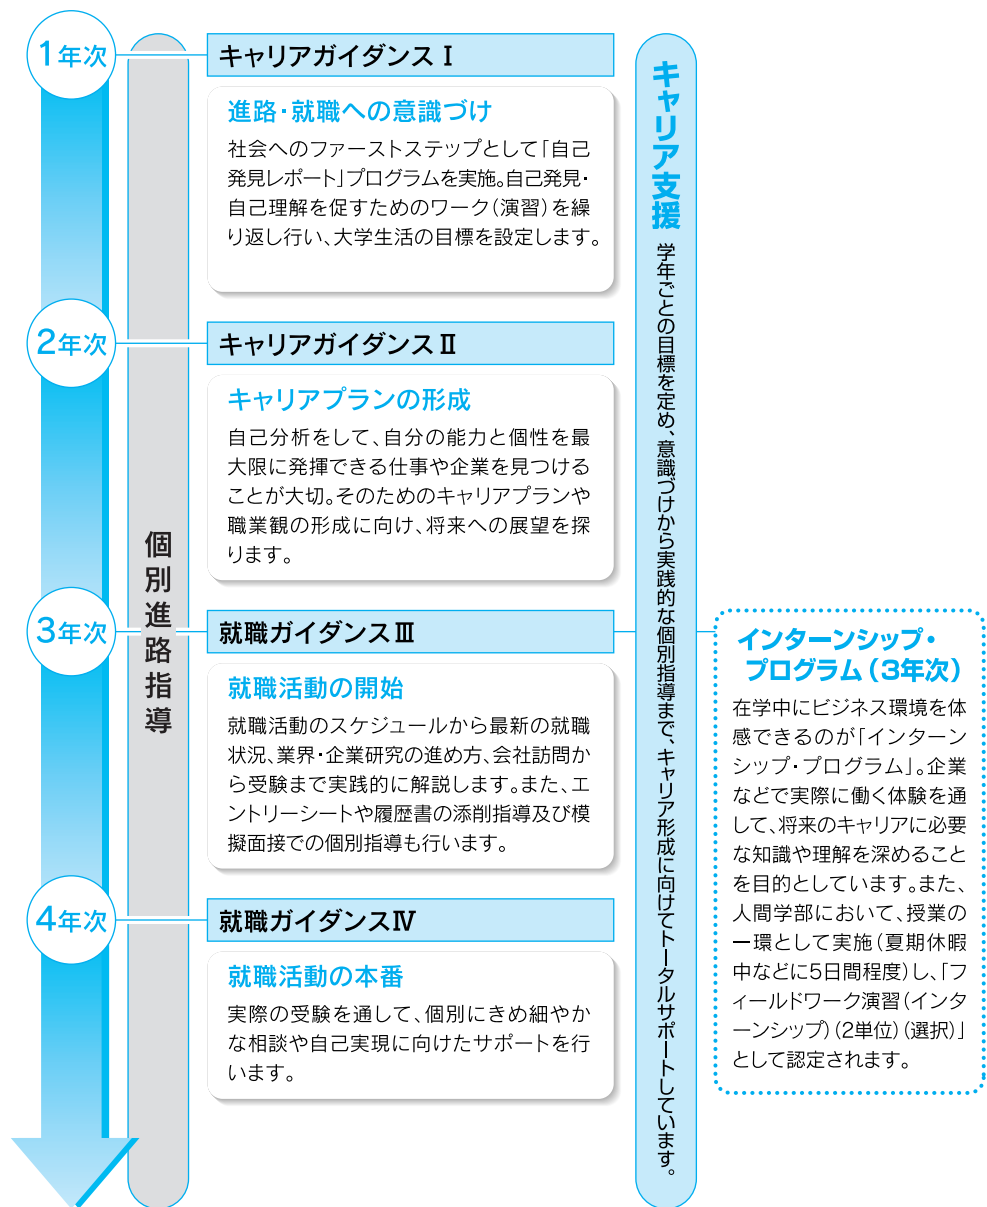 1年次
キャリアガイダンスⅠ
進路・就職への意識づけ
社会へのファーストステップとして「自己
発見レポート」プログラムを実施。自己発見・
自己理解を促すためのワーク（演習）を繰
り返し行い、大学生活の目標を設定します。
2年次
キャリアガイダンスⅡ
キャリアプランの形成
自己分析をして、自分の能力と個性を最
大限に発揮できる仕事や企業を見つける
ことが大切。そのためのキャリアプランや
職業観の形成に向け、将来への展望を探
ります。
3年次
就職ガイダンスⅢ
就職活動の開始
就職活動のスケジュールから最新の就職
状況、業界・企業研究の進め方、会社訪問か
ら受験まで実践的に解説します。また、エ
ントリーシートや履歴書の添削指導及び模
擬面接での個別指導も行います。
4年次
就職ガイダンスⅣ
就職活動の本番
実際の受験を通して、個別にきめ細やか
な相談や自己実現に向けたサポートを行
います。
個別進路指導
キャリア支援
学年ごとの目標を定め、意識づけから実践的な個別指導まで、キャリア形成に向けてトータルサポートしています。
インターンシップ・
プログラム（3年次）
在学中にビジネス環境を体
感できるのが「インターン
シップ・プログラム」。企業
などで実際に働く体験を通
して、将来のキャリアに必要
な知識や理解を深めること
を目的としています。また、
人間学部において、授業の
一環として実施（夏期休暇
中などに5日間程度）し、「フ
ィールドワーク演習（インタ
ーンシップ）（2単位）（選択）」
として認定されます。